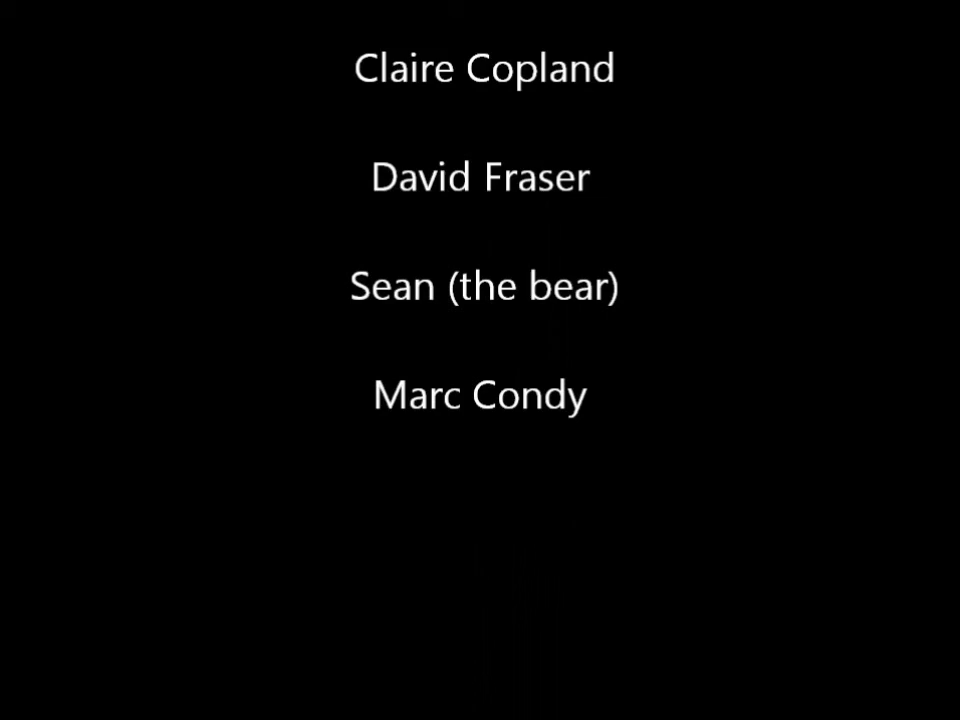 Claire Copland
David Fraser
Sean (the bear)
Marc Condy